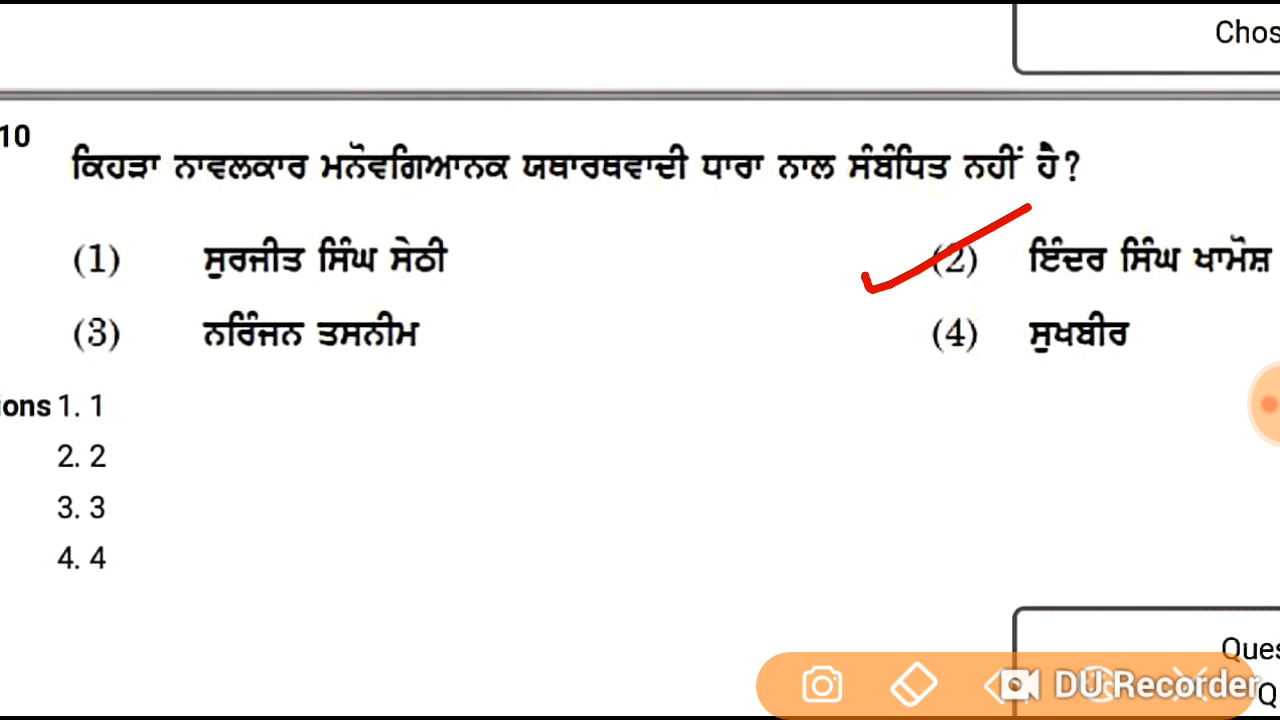 Chos
10
ਕਿਹੜਾ ਨਾਵਲਕਾਰ ਮਨੋਵਗਿਆਨਕ ਯਥਾਰਥਵਾਦੀ ਧਾਰਾ ਨਾਲ ਸੰਬੰਧਿਤ ਨਹੀਂ ਹੈ?
(1) ਸੁਰਜੀਤ ਸਿੰਘ ਸੇਠੀ (2) ਇੰਦਰ ਸਿੰਘ ਖਾਮੋਸ਼
(3) ਨਰਿੰਜਨ ਤਸਨੀਮ (4) ਸੁਖਬੀਰ
ions 1. 1
2. 2
3. 3
4. 4
Ques
DU Recorder
Q